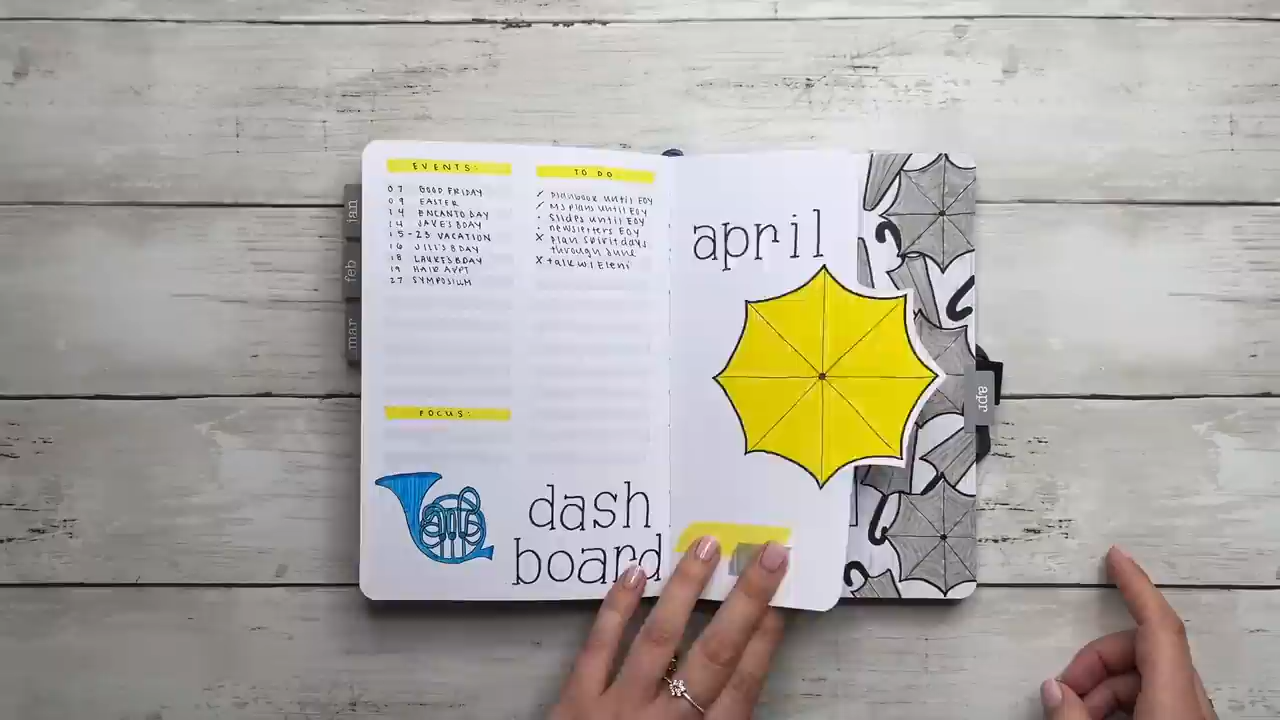 EVENTS:
07 GOOD FRIDAY
09 EASTER
14 ENCANTO DAY
14 DAVE'S BDAY
15-23 VACATION
16 JILL'S BDAY
18 LAUREN'S BDAY
19 HAIR APPT
27 SYMPOSIUM
FOCUS:
TO DO:
/ planbook until EOY
/ MS plans until EOY
• slides until EOY
• newsletters EOY
x plan spirit days
through June
x talk w/ Eleni
dash
board
april
jan
feb
mar
apr